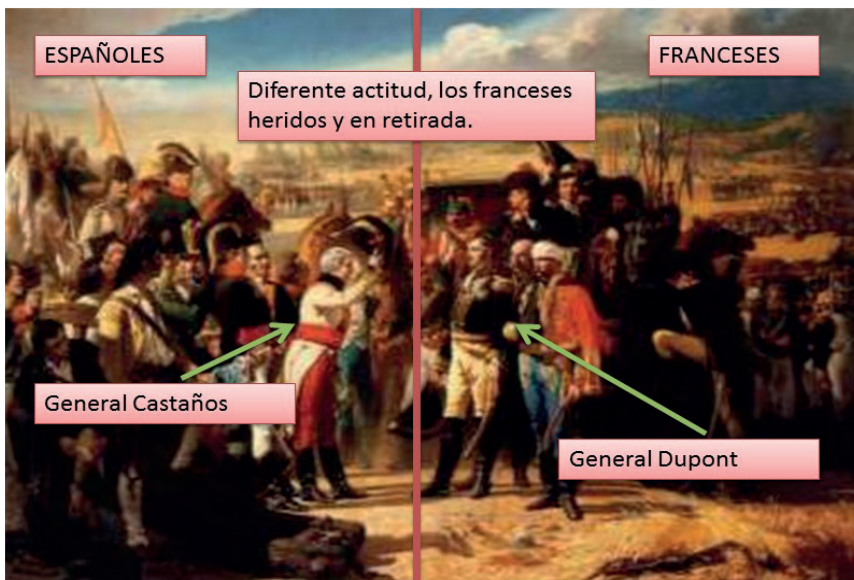 ESPAÑOLES
FRANCESES
Diferente actitud, los franceses
heridos y en retirada.
General Castaños
General Dupont